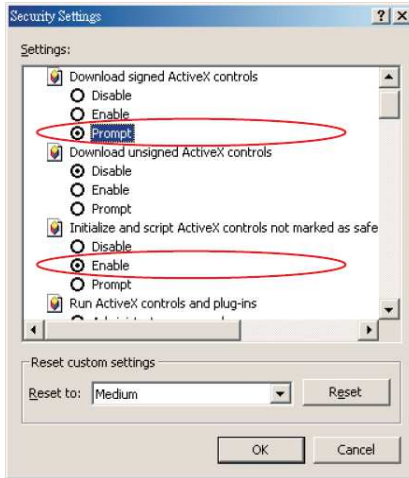 Security Settings
Settings:
Download signed ActiveX controls
Disable
Enable
Prompt
Download unsigned ActiveX controls
Disable
Enable
Prompt
Initialize and script ActiveX controls not marked as safe
Disable
Enable
Prompt
Run ActiveX controls and plug-ins
Reset custom settings
Reset to: Medium Reset
OK Cancel